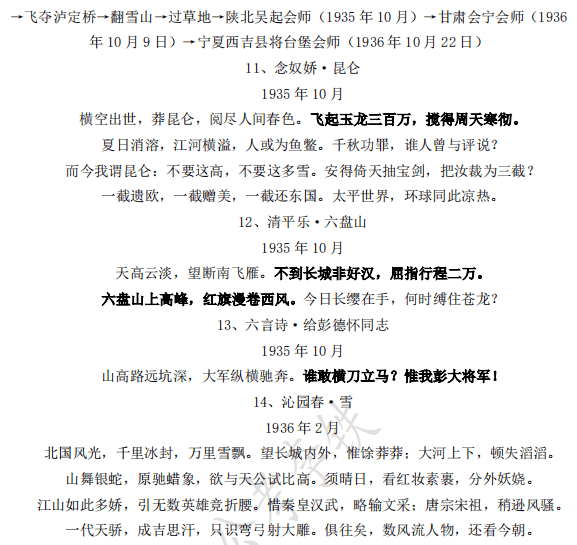 →飞夺泸定桥→翻雪山→过草地→陕北吴起会师（1935 年 10 月）→甘肃会宁会师（1936
年 10 月 9 日）→宁夏西吉县将台堡会师（1936 年 10 月 22 日）
11、念奴娇·昆仑
1935 年 10 月
横空出世，莽昆仑，阅尽人间春色。飞起玉龙三百万，搅得周天寒彻。
夏日消溶，江河横溢，人或为鱼鳖。千秋功罪，谁人曾与评说？
而今我谓昆仑：不要这高，不要这多雪。安得倚天抽宝剑，把汝裁为三截？
一截遗欧，一截赠美，一截还东国。太平世界，环球同此凉热。
12、清平乐·六盘山
1935 年 10 月
天高云淡，望断南飞雁。不到长城非好汉，屈指行程二万。
六盘山上高峰，红旗漫卷西风。今日长缨在手，何时缚住苍龙？
13、六言诗·给彭德怀同志
1935 年 10 月
山高路远坑深，大军纵横驰奔。谁敢横刀立马？惟我彭大将军！
14、沁园春·雪
1936 年 2 月
北国风光，千里冰封，万里雪飘。望长城内外，惟馀莽莽；大河上下，顿失滔滔。
山舞银蛇，原驰蜡象，欲与天公试比高。须晴日，看红妆素裹，分外妖娆。
江山如此多娇，引无数英雄竞折腰。惜秦皇汉武，略输文采；唐宗宋祖，稍逊风骚。
一代天骄，成吉思汗，只识弯弓射大雕。俱往矣，数风流人物，还看今朝。